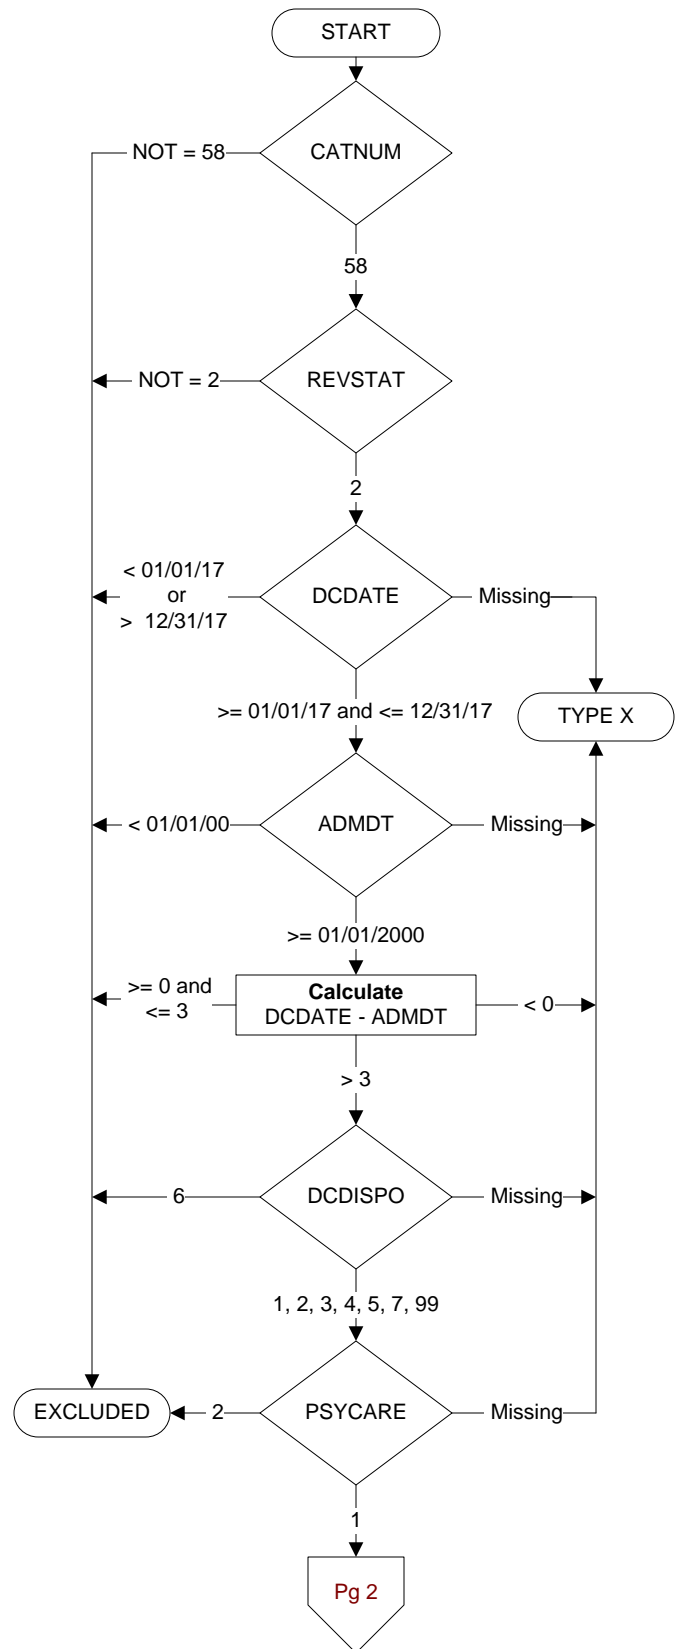 START
CATNUM
NOT = 58
58
REVSTAT
NOT = 2
2
< 01/01/17
or
> 12/31/17
DCDATE
Missing
>= 01/01/17 and <= 12/31/17
TYPE X
ADMDT
< 01/01/00
Missing
>= 01/01/2000
>= 0 and
<= 3
Calculate
DCDATE - ADMDT
< 0
> 3
DCDISPO
6
Missing
1, 2, 3, 4, 5, 7, 99
EXCLUDED
2
PSYCARE
Missing
1
Pg 2